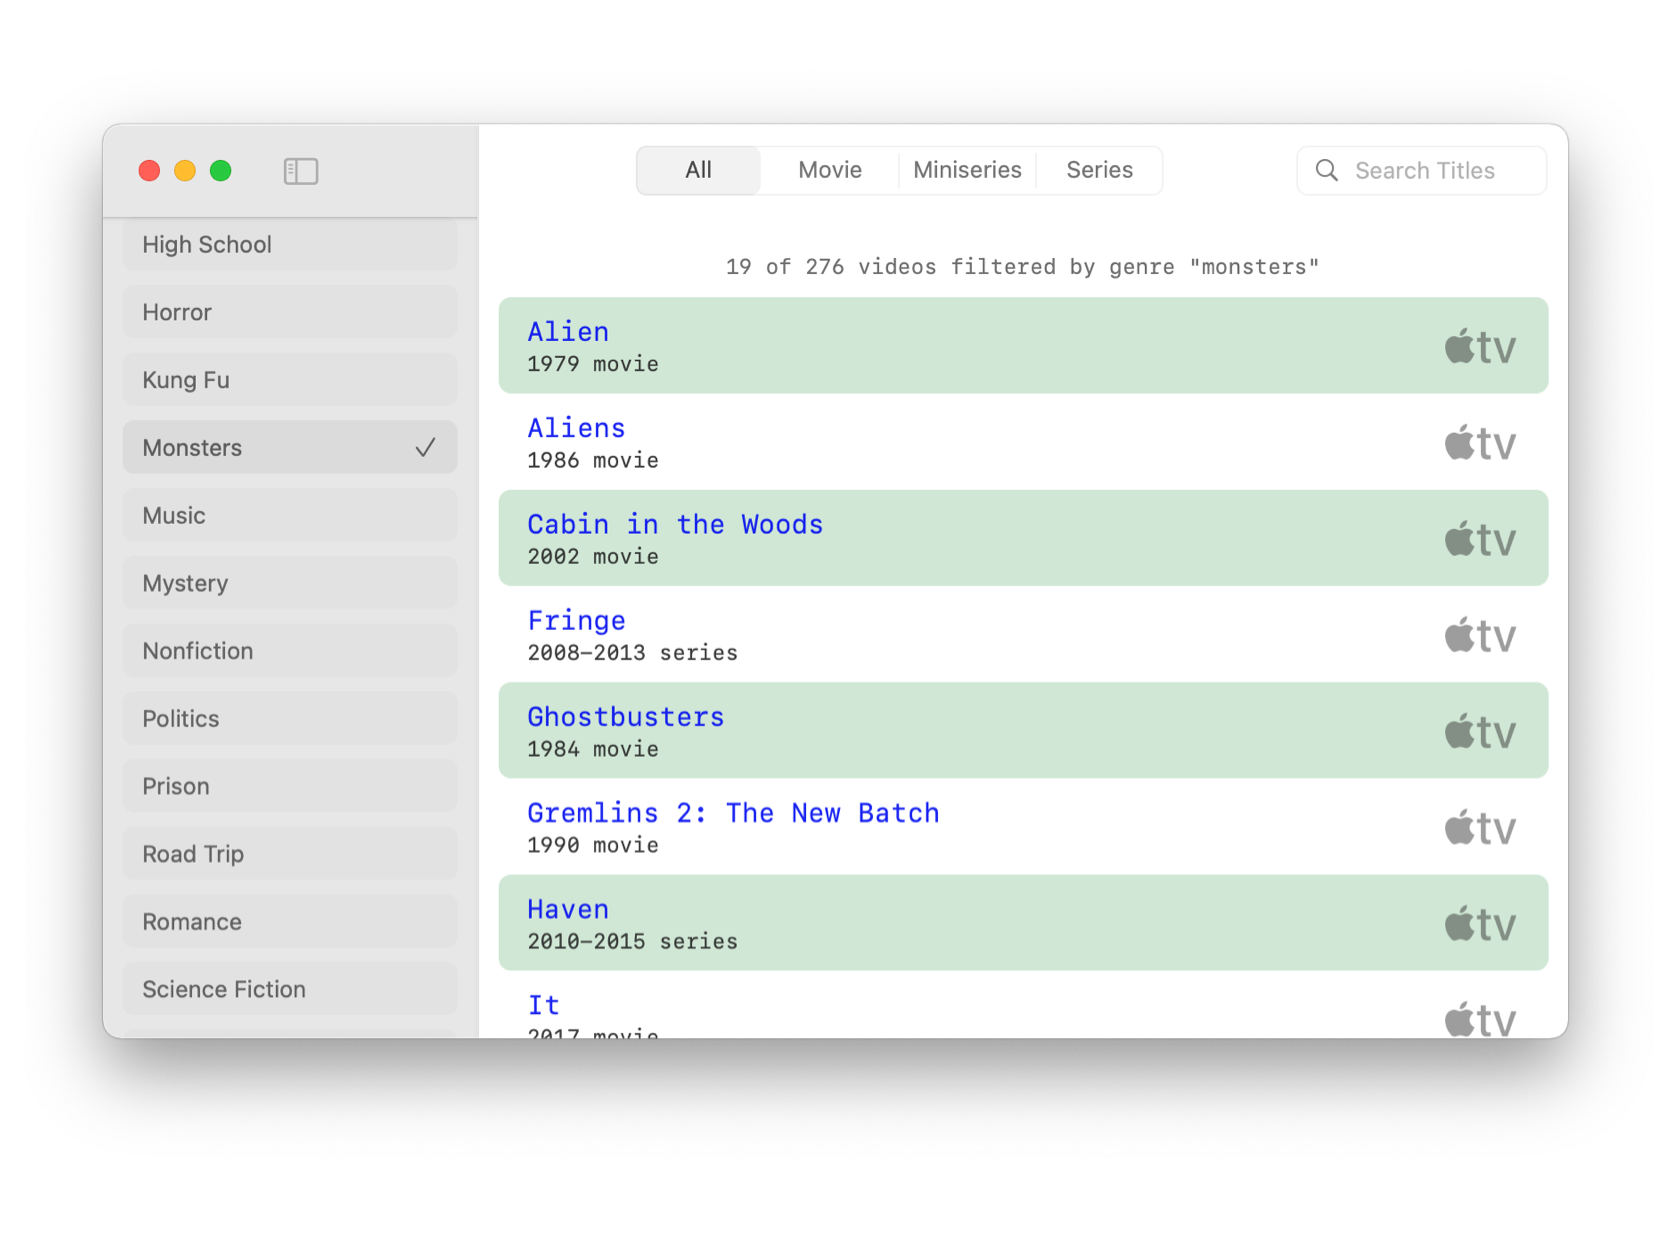 All
Movie
Miniseries
Series
Search Titles
High School
Horror
Kung Fu
Monsters
Music
Mystery
Nonfiction
Politics
Prison
Road Trip
Romance
Science Fiction
19 of 276 videos filtered by genre "monsters"
Alien
1979 movie
tv
Aliens
1986 movie
tv
Cabin in the Woods
2002 movie
tv
Fringe
2008–2013 series
tv
Ghostbusters
1984 movie
tv
Gremlins 2: The New Batch
1990 movie
tv
Haven
2010–2015 series
tv
It
2017 movie
tv